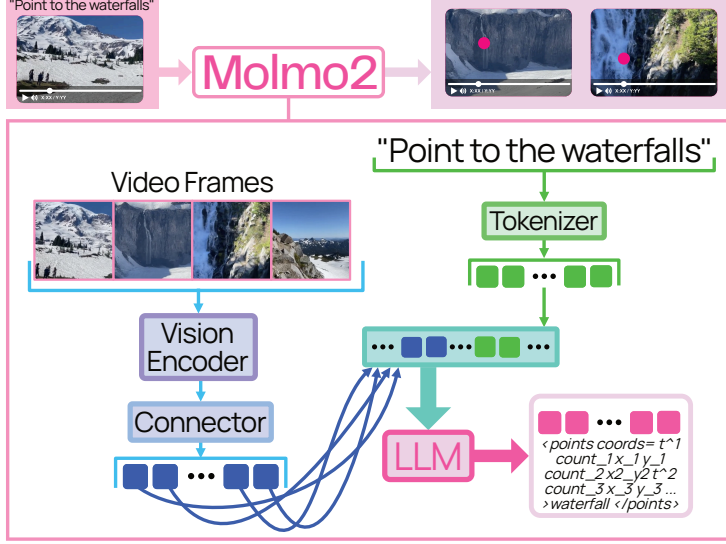 "Point to the waterfalls"
X:XX / Y:YY
Molmo2
X:XX / Y:YY
X:XX / Y:YY
"Point to the waterfalls"
Video Frames
Tokenizer
Vision
Encoder
Connector
LLM
<points coords= t^1
count_1 x_1 y_1
count_2 x2_y2 t^2
count_3 x_3 y_3 ...
>waterfall </points>